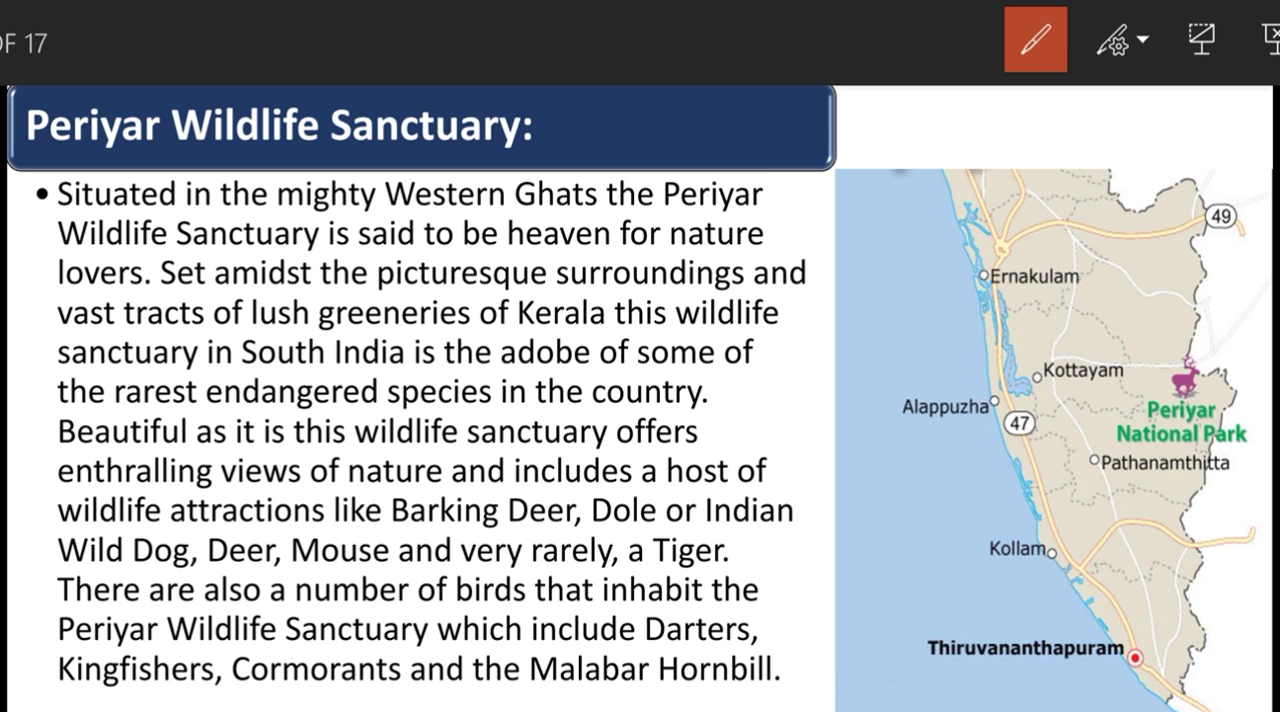 OF 17
Periyar Wildlife Sanctuary:
• Situated in the mighty Western Ghats the Periyar
Wildlife Sanctuary is said to be heaven for nature
lovers. Set amidst the picturesque surroundings and
vast tracts of lush greeneries of Kerala this wildlife
sanctuary in South India is the adobe of some of
the rarest endangered species in the country.
Beautiful as it is this wildlife sanctuary offers
enthralling views of nature and includes a host of
wildlife attractions like Barking Deer, Dole or Indian
Wild Dog, Deer, Mouse and very rarely, a Tiger.
There are also a number of birds that inhabit the
Periyar Wildlife Sanctuary which include Darters,
Kingfishers, Cormorants and the Malabar Hornbill.
49
Ernakulam
Kottayam
Alappuzha
47
Periyar
National Park
Pathanamthitta
Kollam
Thiruvananthapuram